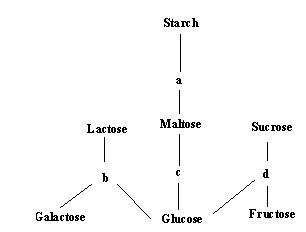 Starch
a
Lactose
Maltose
Sucrose
b
c
d
Galactose
Glucose
Fructose